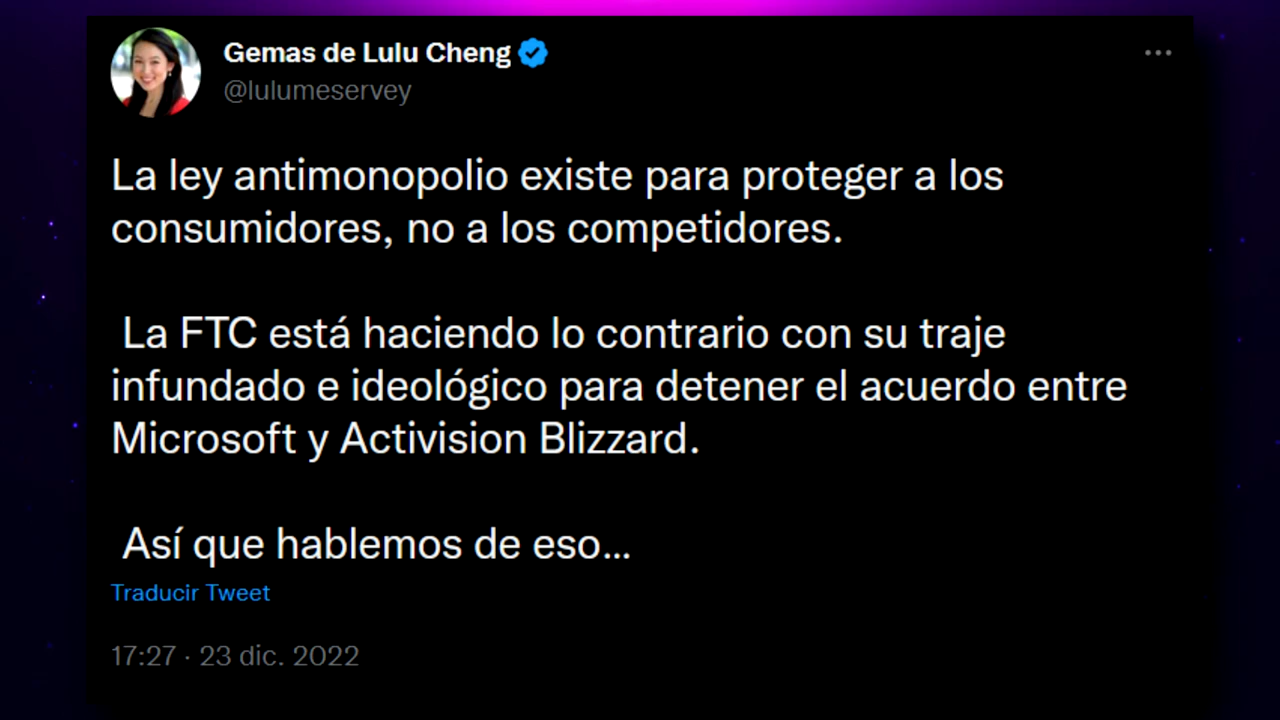 Gemas de Lulu Cheng
@lulumeservey
La ley antimonopolio existe para proteger a los
consumidores, no a los competidores.
La FTC está haciendo lo contrario con su traje
infundado e ideológico para detener el acuerdo entre
Microsoft y Activision Blizzard.
Así que hablemos de eso...
Traducir Tweet
17:27 · 23 dic. 2022